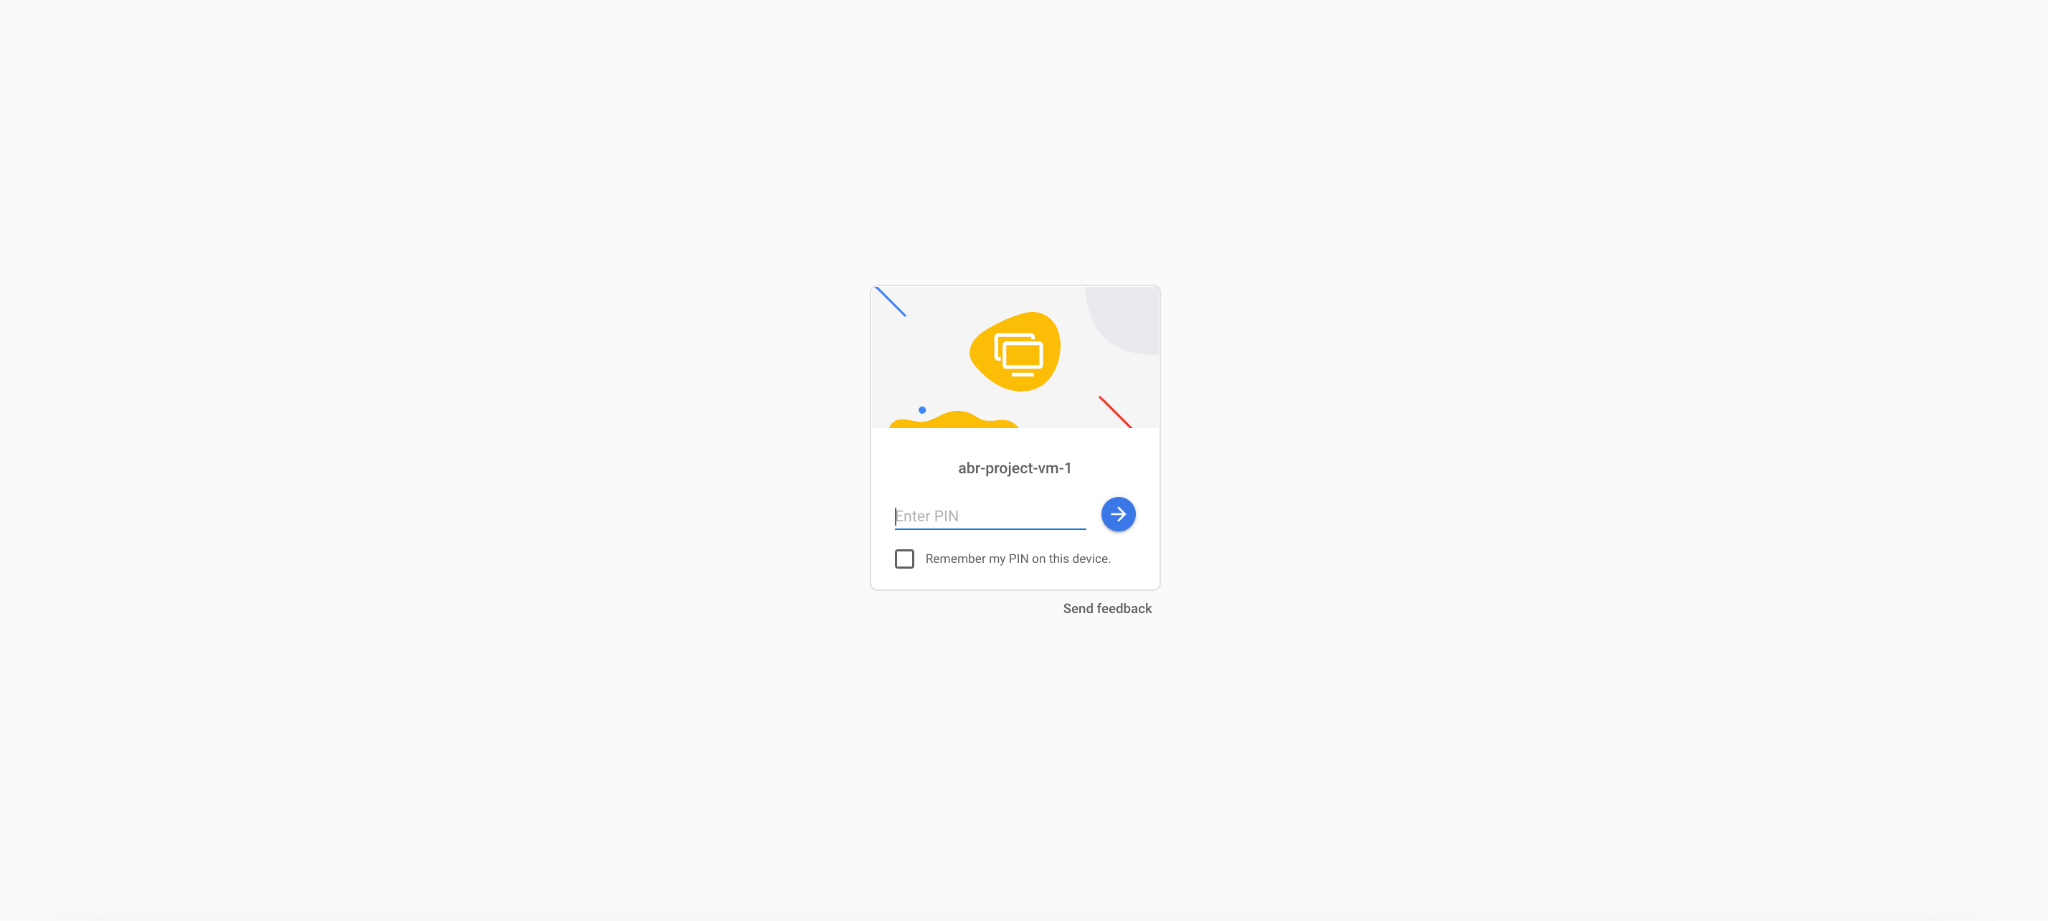 abr-project-vm-1
Enter PIN
Remember my PIN on this device.
Send feedback